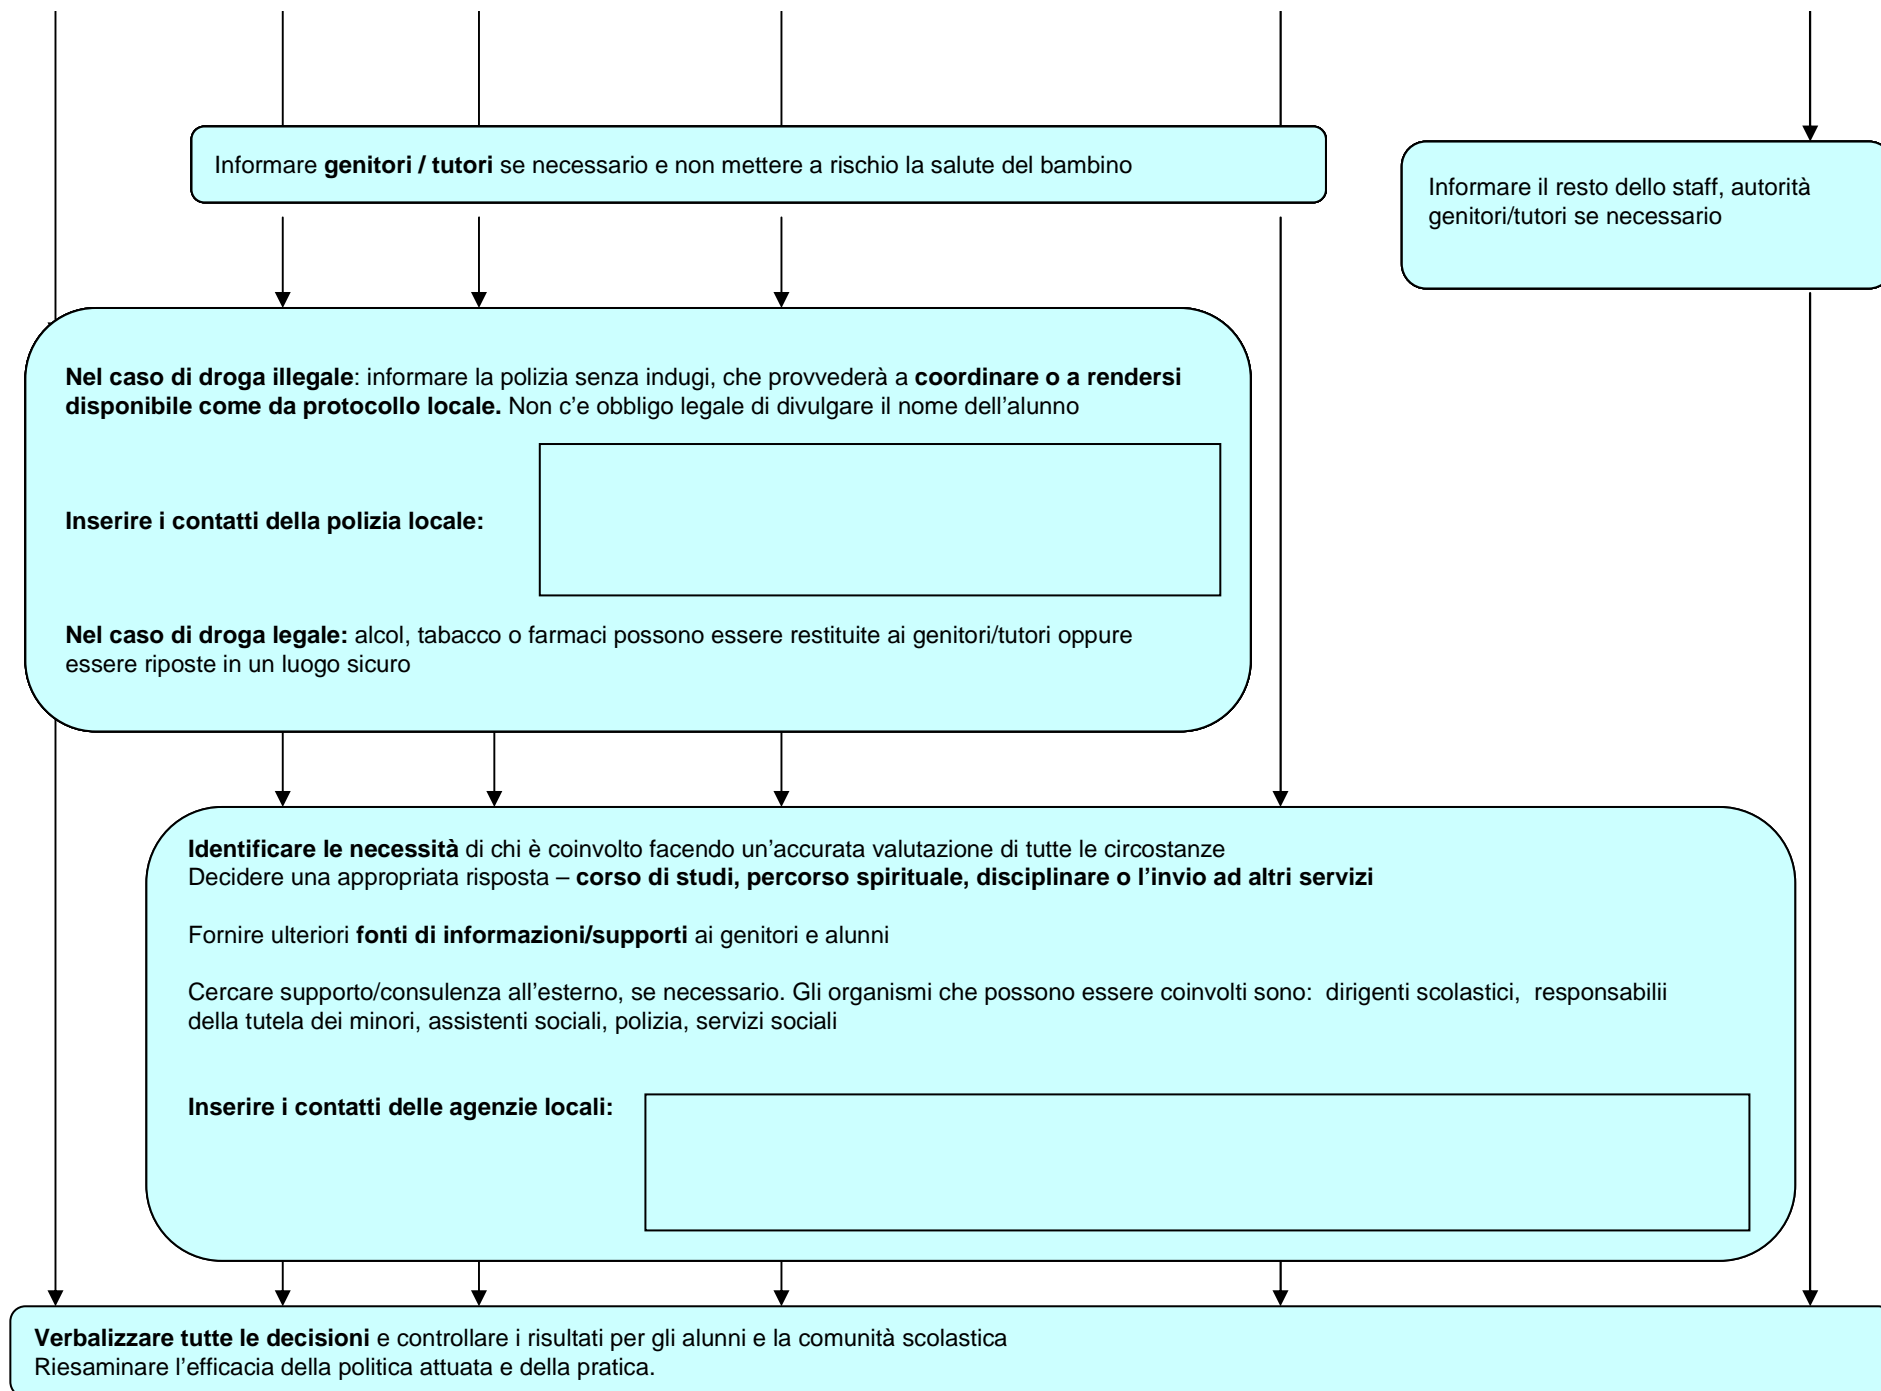 Informare genitori / tutori se necessario e non mettere a rischio la salute del bambino
Informare il resto dello staff, autorità
genitori/tutori se necessario
Nel caso di droga illegale: informare la polizia senza indugi, che provvederà a coordinare o a rendersi
disponibile come da protocollo locale. Non c’e obbligo legale di divulgare il nome dell’alunno
Inserire i contatti della polizia locale:
Nel caso di droga legale: alcol, tabacco o farmaci possono essere restituite ai genitori/tutori oppure
essere riposte in un luogo sicuro
Identificare le necessità di chi è coinvolto facendo un’accurata valutazione di tutte le circostanze
Decidere una appropriata risposta – corso di studi, percorso spirituale, disciplinare o l’invio ad altri servizi
Fornire ulteriori fonti di informazioni/supporti ai genitori e alunni
Cercare supporto/consulenza all’esterno, se necessario. Gli organismi che possono essere coinvolti sono: dirigenti scolastici, responsabilii
della tutela dei minori, assistenti sociali, polizia, servizi sociali
Inserire i contatti delle agenzie locali:
Verbalizzare tutte le decisioni e controllare i risultati per gli alunni e la comunità scolastica
Riesaminare l’efficacia della politica attuata e della pratica.